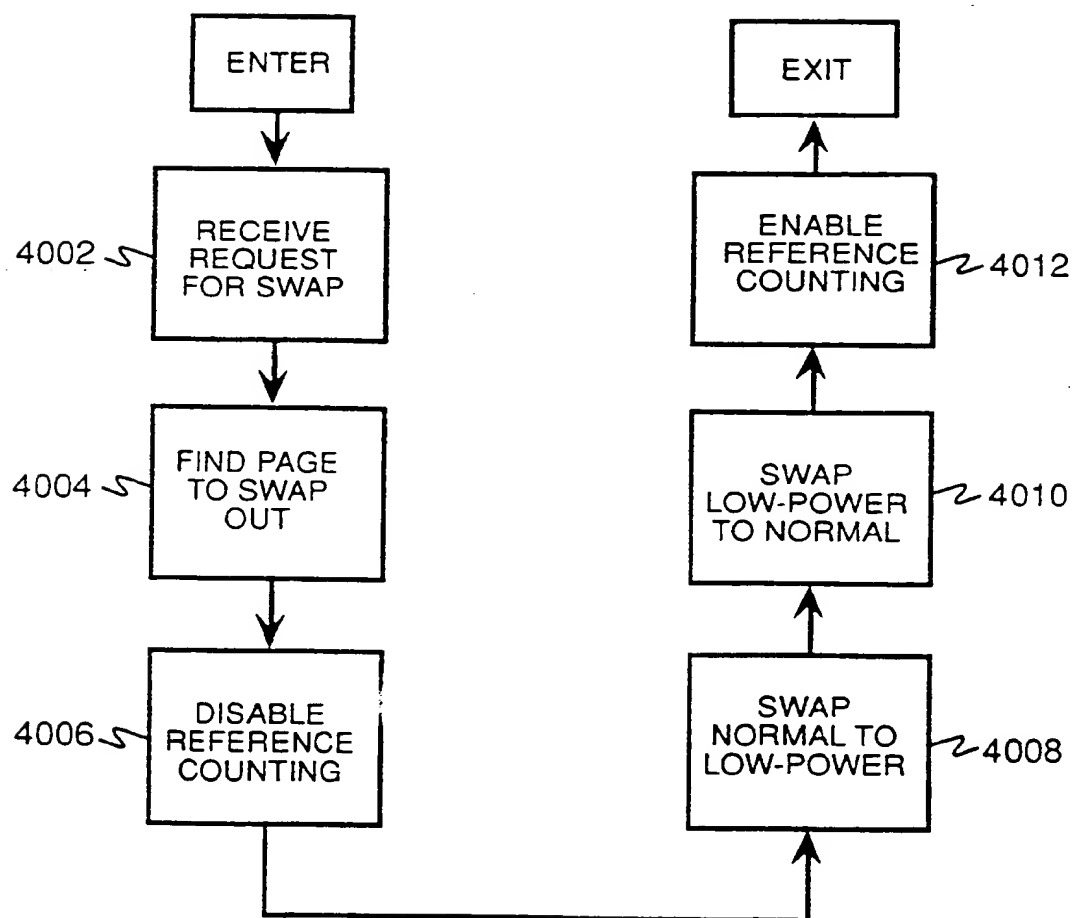 ENTER
4002
RECEIVE
REQUEST
FOR SWAP
4004
FIND PAGE
TO SWAP
OUT
4006
DISABLE
REFERENCE
COUNTING
SWAP
NORMAL TO
LOW-POWER
4008
SWAP
LOW-POWER
TO NORMAL
4010
ENABLE
REFERENCE
COUNTING
4012
EXIT